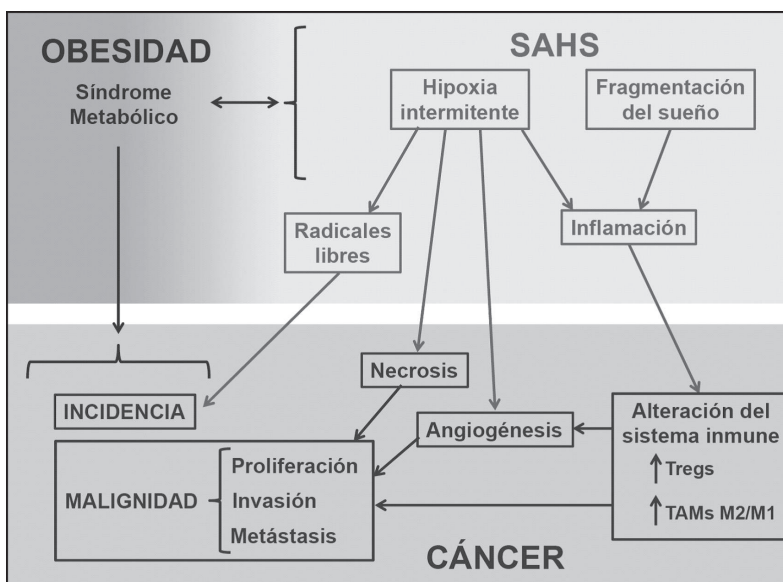 OBESIDAD
Síndrome
Metabólico
SAHS
Hipoxia
intermitente
Fragmentación
del sueño
Radicales
libres
Inflamación
Necrosis
INCIDENCIA
Angiogénesis
Alteración del
sistema inmune
↑ Tregs
↑ TAMs M2/M1
MALIGNIDAD
Proliferación
Invasión
Metástasis
CÁNCER